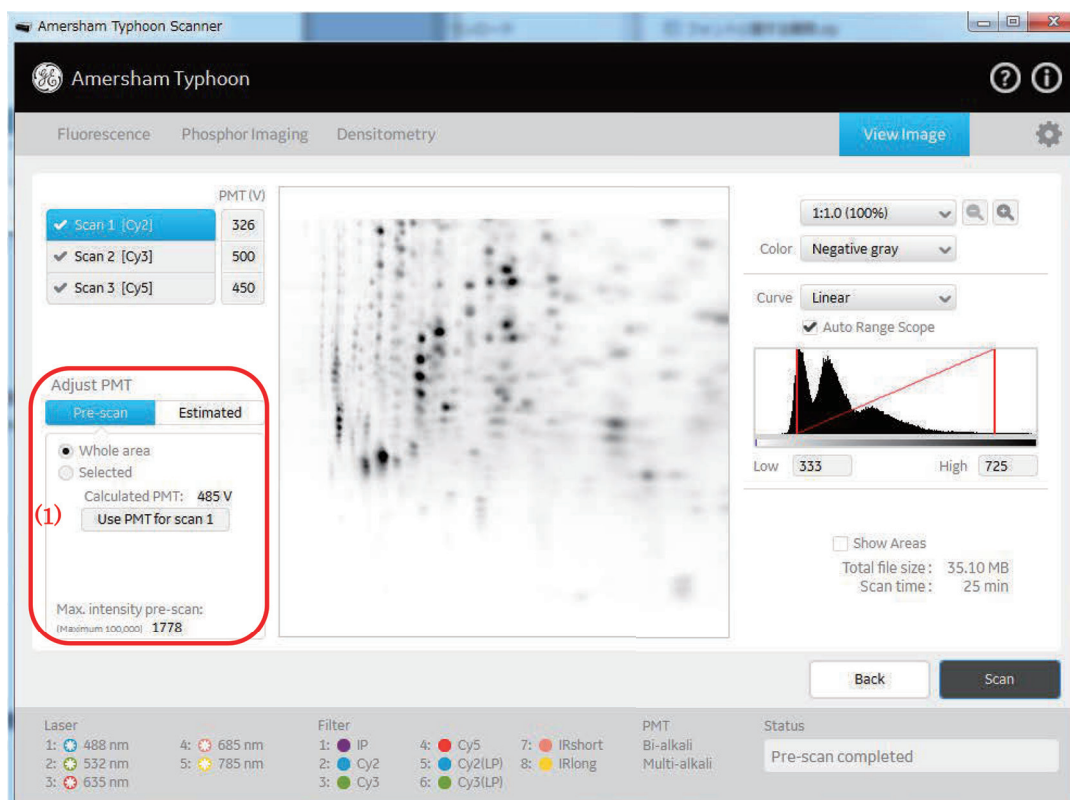 Amersham Typhoon Scanner
Amersham Typhoon
Fluorescence Phosphor Imaging Densitometry View Image
PMT (V)
Scan 1 [Cy2] 326
Scan 2 [Cy3] 500
Scan 3 [Cy5] 450
1:1.0 (100%)
Color Negative gray
Curve Linear
Auto Range Scope
Low 333 High 725
Adjust PMT
Pre-scan Estimated
Whole area
Selected
Calculated PMT: 485 V
(1) Use PMT for scan 1
Max. intensity pre-scan:
(Maximum 100,000) 1778
Show Areas
Total file size: 35.10 MB
Scan time: 25 min
Back Scan
Laser
1: 488 nm 4: 685 nm
2: 532 nm 5: 785 nm
3: 635 nm
Filter
1: IP 4: Cy5 7: IRshort
2: Cy2 5: Cy2(LP) 8: IRlong
3: Cy3 6: Cy3(LP)
PMT
Bi-alkali
Multi-alkali
Status
Pre-scan completed